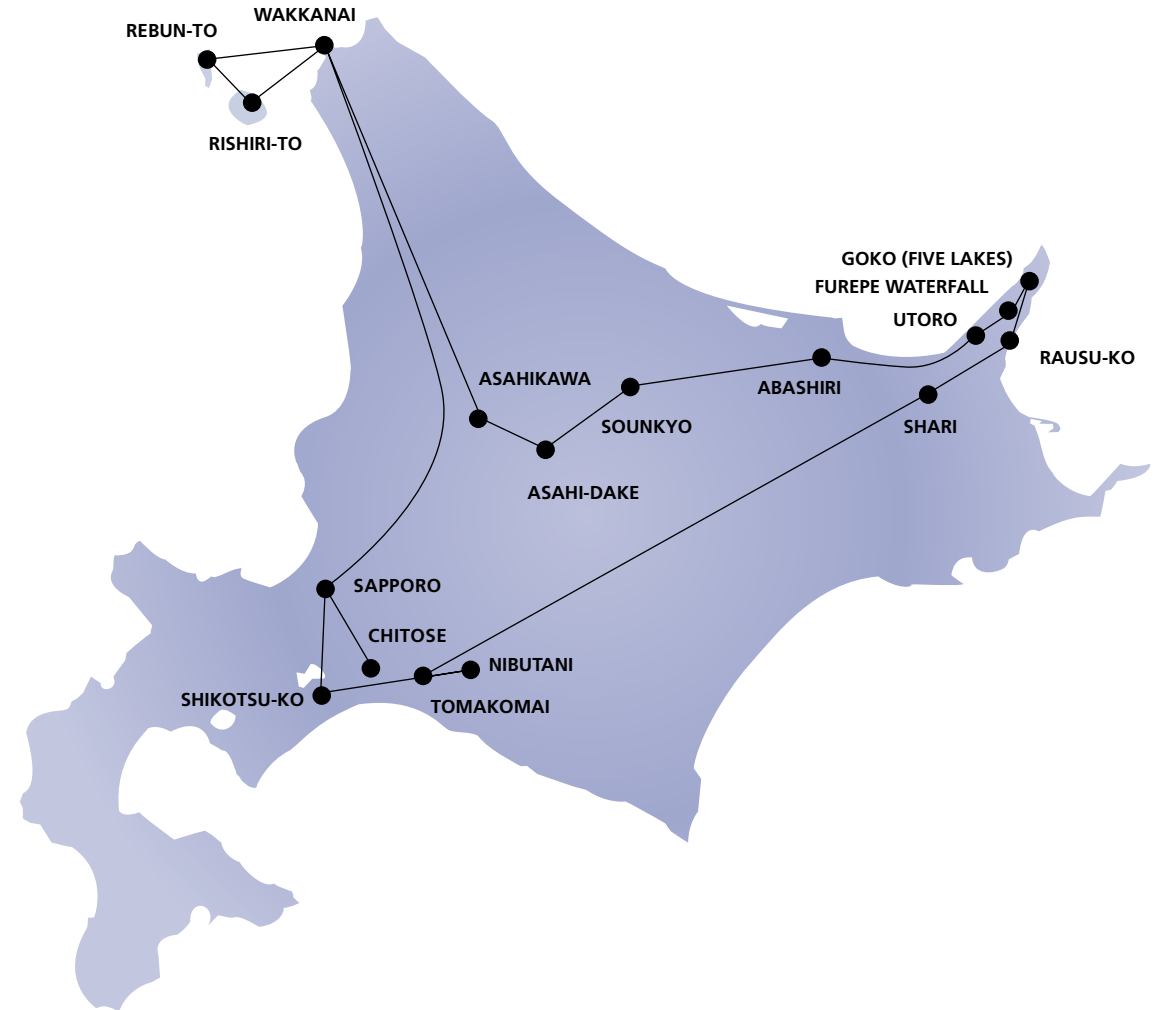 WAKKANAI
REBUN-TO
RISHIRI-TO
GOKO (FIVE LAKES)
FUREPE WATERFALL
UTORO
RAUSU-KO
ASAHIKAWA
ABASHIRI
SOUNKYO
SHARI
ASAHI-DAKE
SAPPORO
CHITOSE
NIBUTANI
SHIKOTSU-KO
TOMAKOMAI